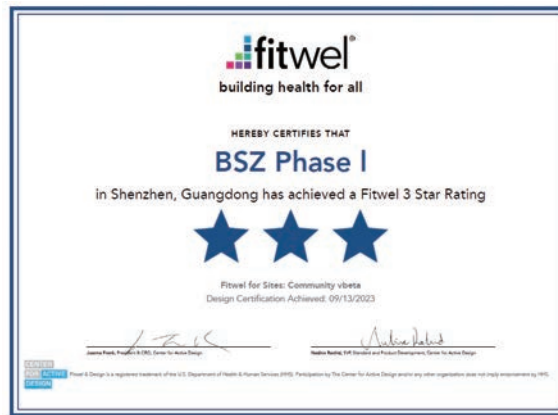 fitwel®
building health for all
HEREBY CERTIFIES THAT
BSZ Phase I
in Shenzhen, Guangdong has achieved a Fitwel 3 Star Rating
Fitwel for Sites: Community vbeta
Design Certification Achieved: 09/13/2023
Joanna Frank, President & CEO, Center for Active Design
Nadina Rachid, SVP, Standard and Product Development, Center for Active Design
CENTER
FOR ACTIVE
DESIGN
Fitwel & Design is a registered trademark of the U.S. Department of Health & Human Services (HHS). Participation by The Center for Active Design and/or any other organization does not imply endorsement by HHS.